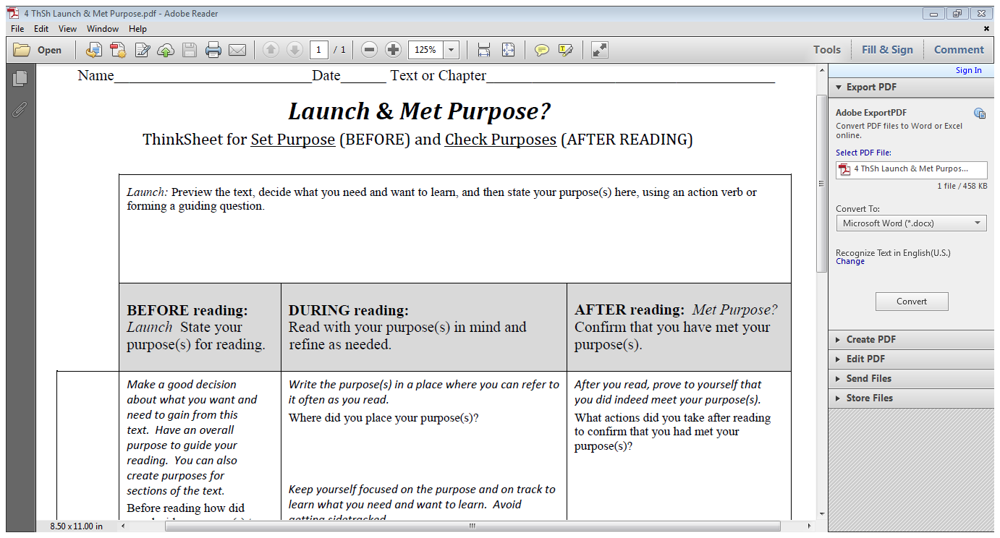 4 ThSh Launch & Met Purpose.pdf - Adobe Reader
File Edit View Window Help
Open 1 / 1 125% Tools Fill & Sign Comment
Name Date Text or Chapter
Launch & Met Purpose?
ThinkSheet for Set Purpose (BEFORE) and Check Purposes (AFTER READING)
Launch: Preview the text, decide what you need and want to learn, and then state your purpose(s) here, using an action verb or
forming a guiding question.
BEFORE reading:
Launch State your
purpose(s) for reading.
DURING reading:
Read with your purpose(s) in mind and
refine as needed.
AFTER reading: Met Purpose?
Confirm that you have met your
purpose(s).
Make a good decision
about what you want and
need to gain from this
text. Have an overall
purpose to guide your
reading. You can also
create purposes for
sections of the text.
Before reading how did
Write the purpose(s) in a place where you can refer to
it often as you read.
Where did you place your purpose(s)?
Keep yourself focused on the purpose and on track to
learn what you need and want to learn. Avoid
getting sidetracked
After you read, prove to yourself that
you did indeed meet your purpose(s).
What actions did you take after reading
to confirm that you had met your
purpose(s)?
8.50 x 11.00 in
Sign In
Export PDF
Adobe ExportPDF
Convert PDF files to Word or Excel
online.
Select PDF File:
4 ThSh Launch & Met Purpos...
1 file / 458 KB
Convert To:
Microsoft Word (*.docx)
Recognize Text in English(U.S.)
Change
Convert
Create PDF
Edit PDF
Send Files
Store Files